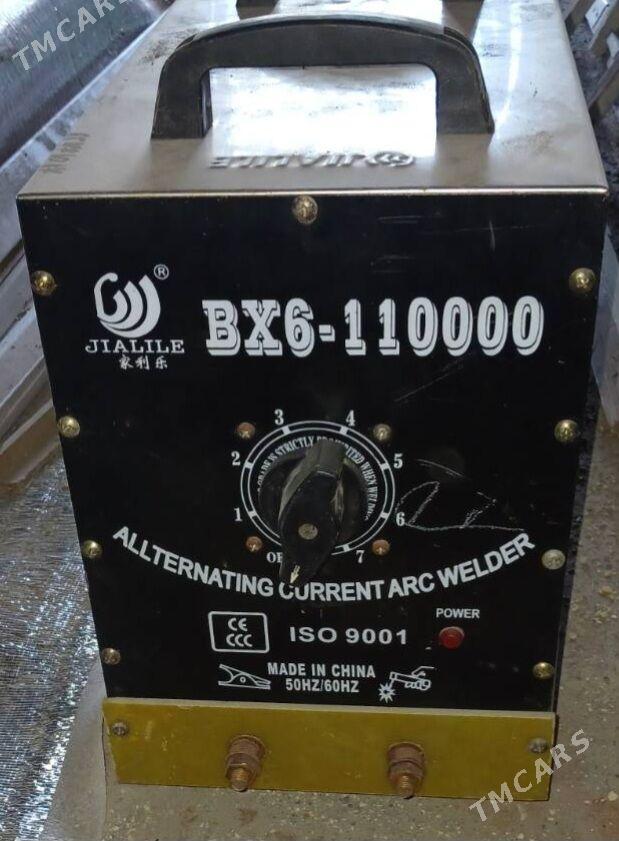 TMCARS
JIALILE
®
JIALILE
家利乐
BX6-110000
3 4
2 5
1 6
7
ALLTERNATING CURRENT ARC WELDER
POWER
CE
CCC
ISO 9001
MADE IN CHINA
50HZ/60HZ
TMCARS